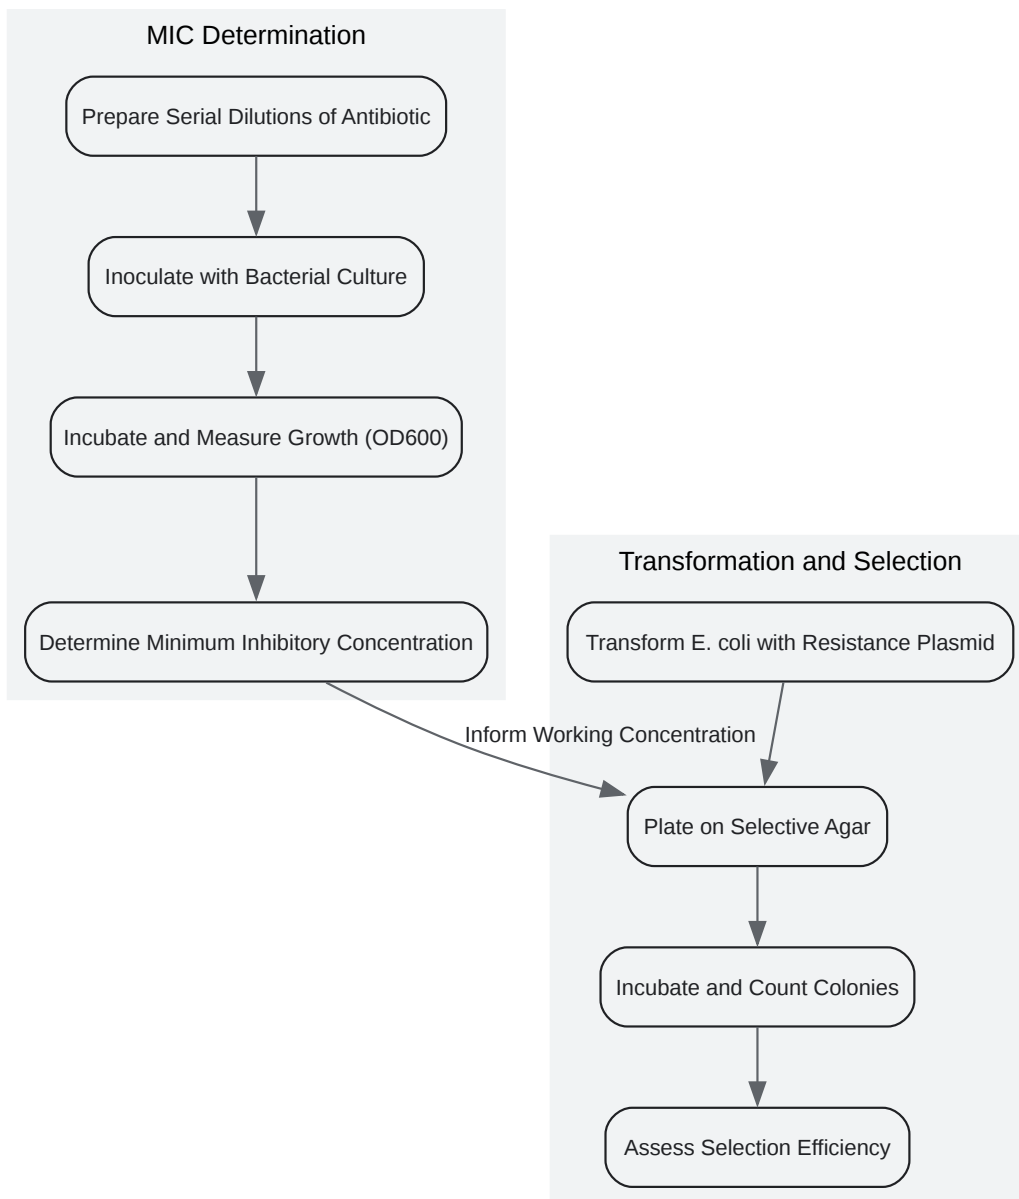 MIC Determination
Prepare Serial Dilutions of Antibiotic
Inoculate with Bacterial Culture
Incubate and Measure Growth (OD600)
Determine Minimum Inhibitory Concentration
Transformation and Selection
Transform E. coli with Resistance Plasmid
Inform Working Concentration
Plate on Selective Agar
Incubate and Count Colonies
Assess Selection Efficiency